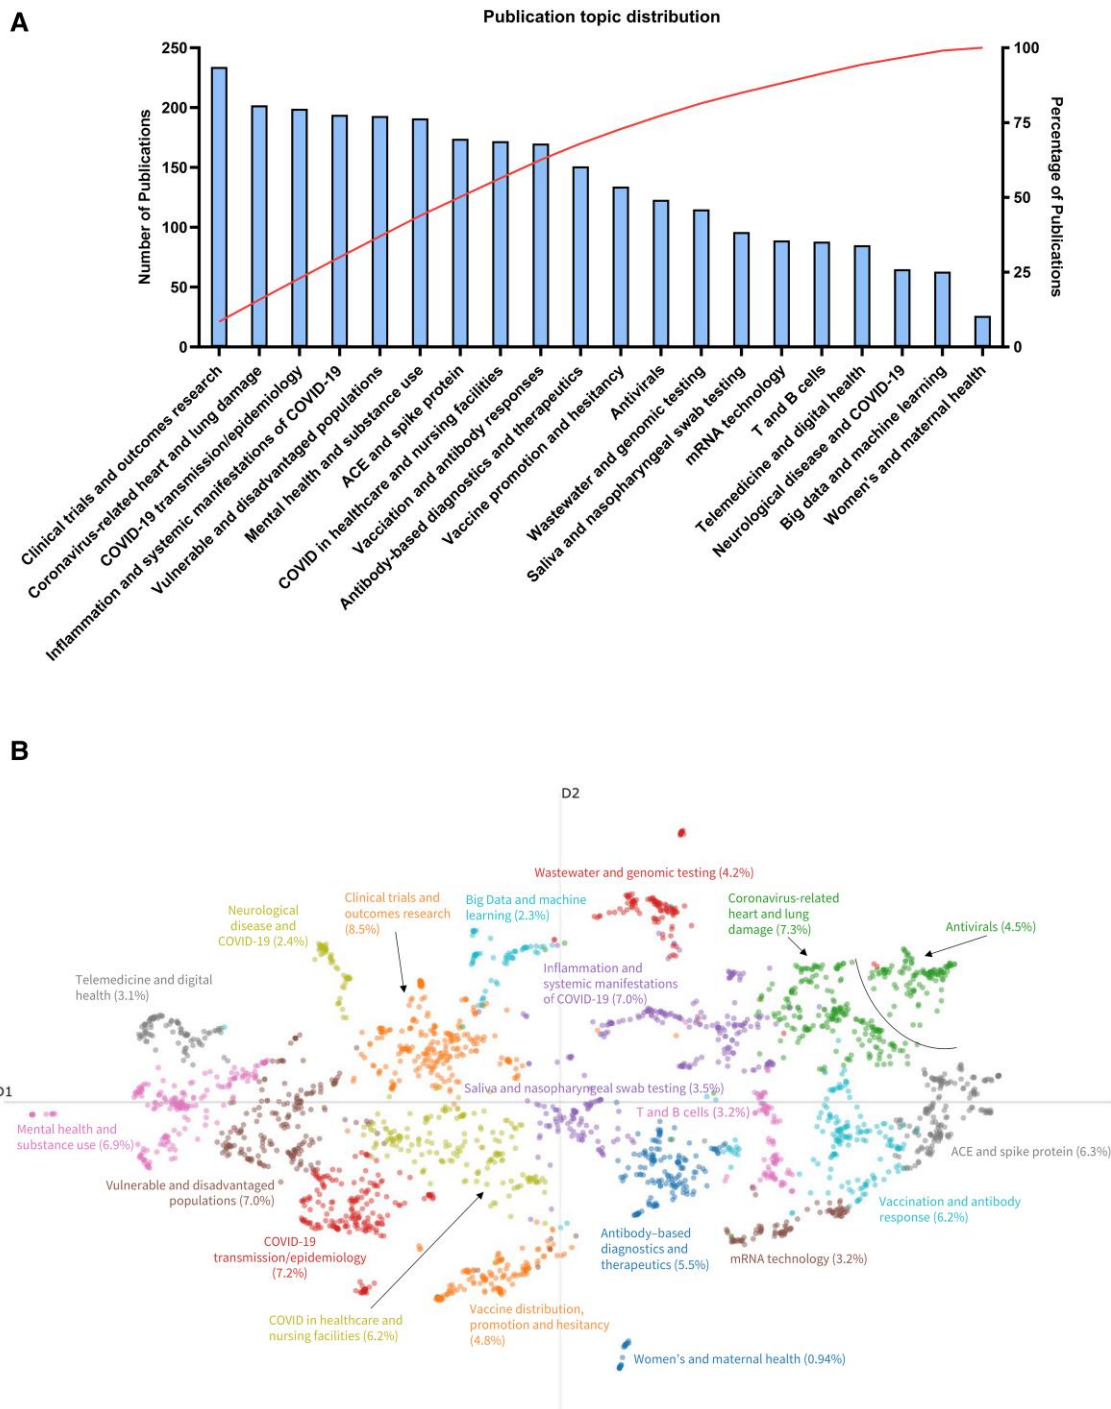 A
Publication topic distribution
Number of Publications
250
200
150
100
50
0
100
75
50
25
0
Percentage of Publications
Clinical trials and outcomes research
Coronavirus-related heart and lung damage
COVID-19 transmission/epidemiology
Inflammation and systemic manifestations of COVID-19
Vulnerable and disadvantaged populations
Mental health and substance use
ACE and spike protein
COVID in healthcare and nursing facilities
Vacciation and antibody responses
Antibody-based diagnostics and therapeutics
Vaccine promotion and hesitancy
Antivirals
Wastewater and genomic testing
Saliva and nasopharyngeal swab testing
mRNA technology
T and B cells
Telemedicine and digital health
Neurological disease and COVID-19
Big data and machine learning
Women's and maternal health
B
D2
D1
Wastewater and genomic testing (4.2%)
Clinical trials and
outcomes research
(8.5%)
Big Data and machine
learning (2.3%)
Coronavirus-related
heart and lung
damage (7.3%)
Neurological
disease and
COVID-19 (2.4%)
Antivirals (4.5%)
Inflammation and
systemic manifestations
of COVID-19 (7.0%)
Telemedicine and digital
health (3.1%)
Saliva and nasopharyngeal swab testing (3.5%)
T and B cells (3.2%)
Mental health and
substance use (6.9%)
ACE and spike protein (6.3%)
Vulnerable and disadvantaged
populations (7.0%)
Vaccination and antibody
response (6.2%)
COVID-19
transmission/epidemiology
(7.2%)
Antibody–based
diagnostics and
therapeutics (5.5%)
mRNA technology (3.2%)
COVID in healthcare and
nursing facilities (6.2%)
Vaccine distribution,
promotion and hesitancy
(4.8%)
Women's and maternal health (0.94%)